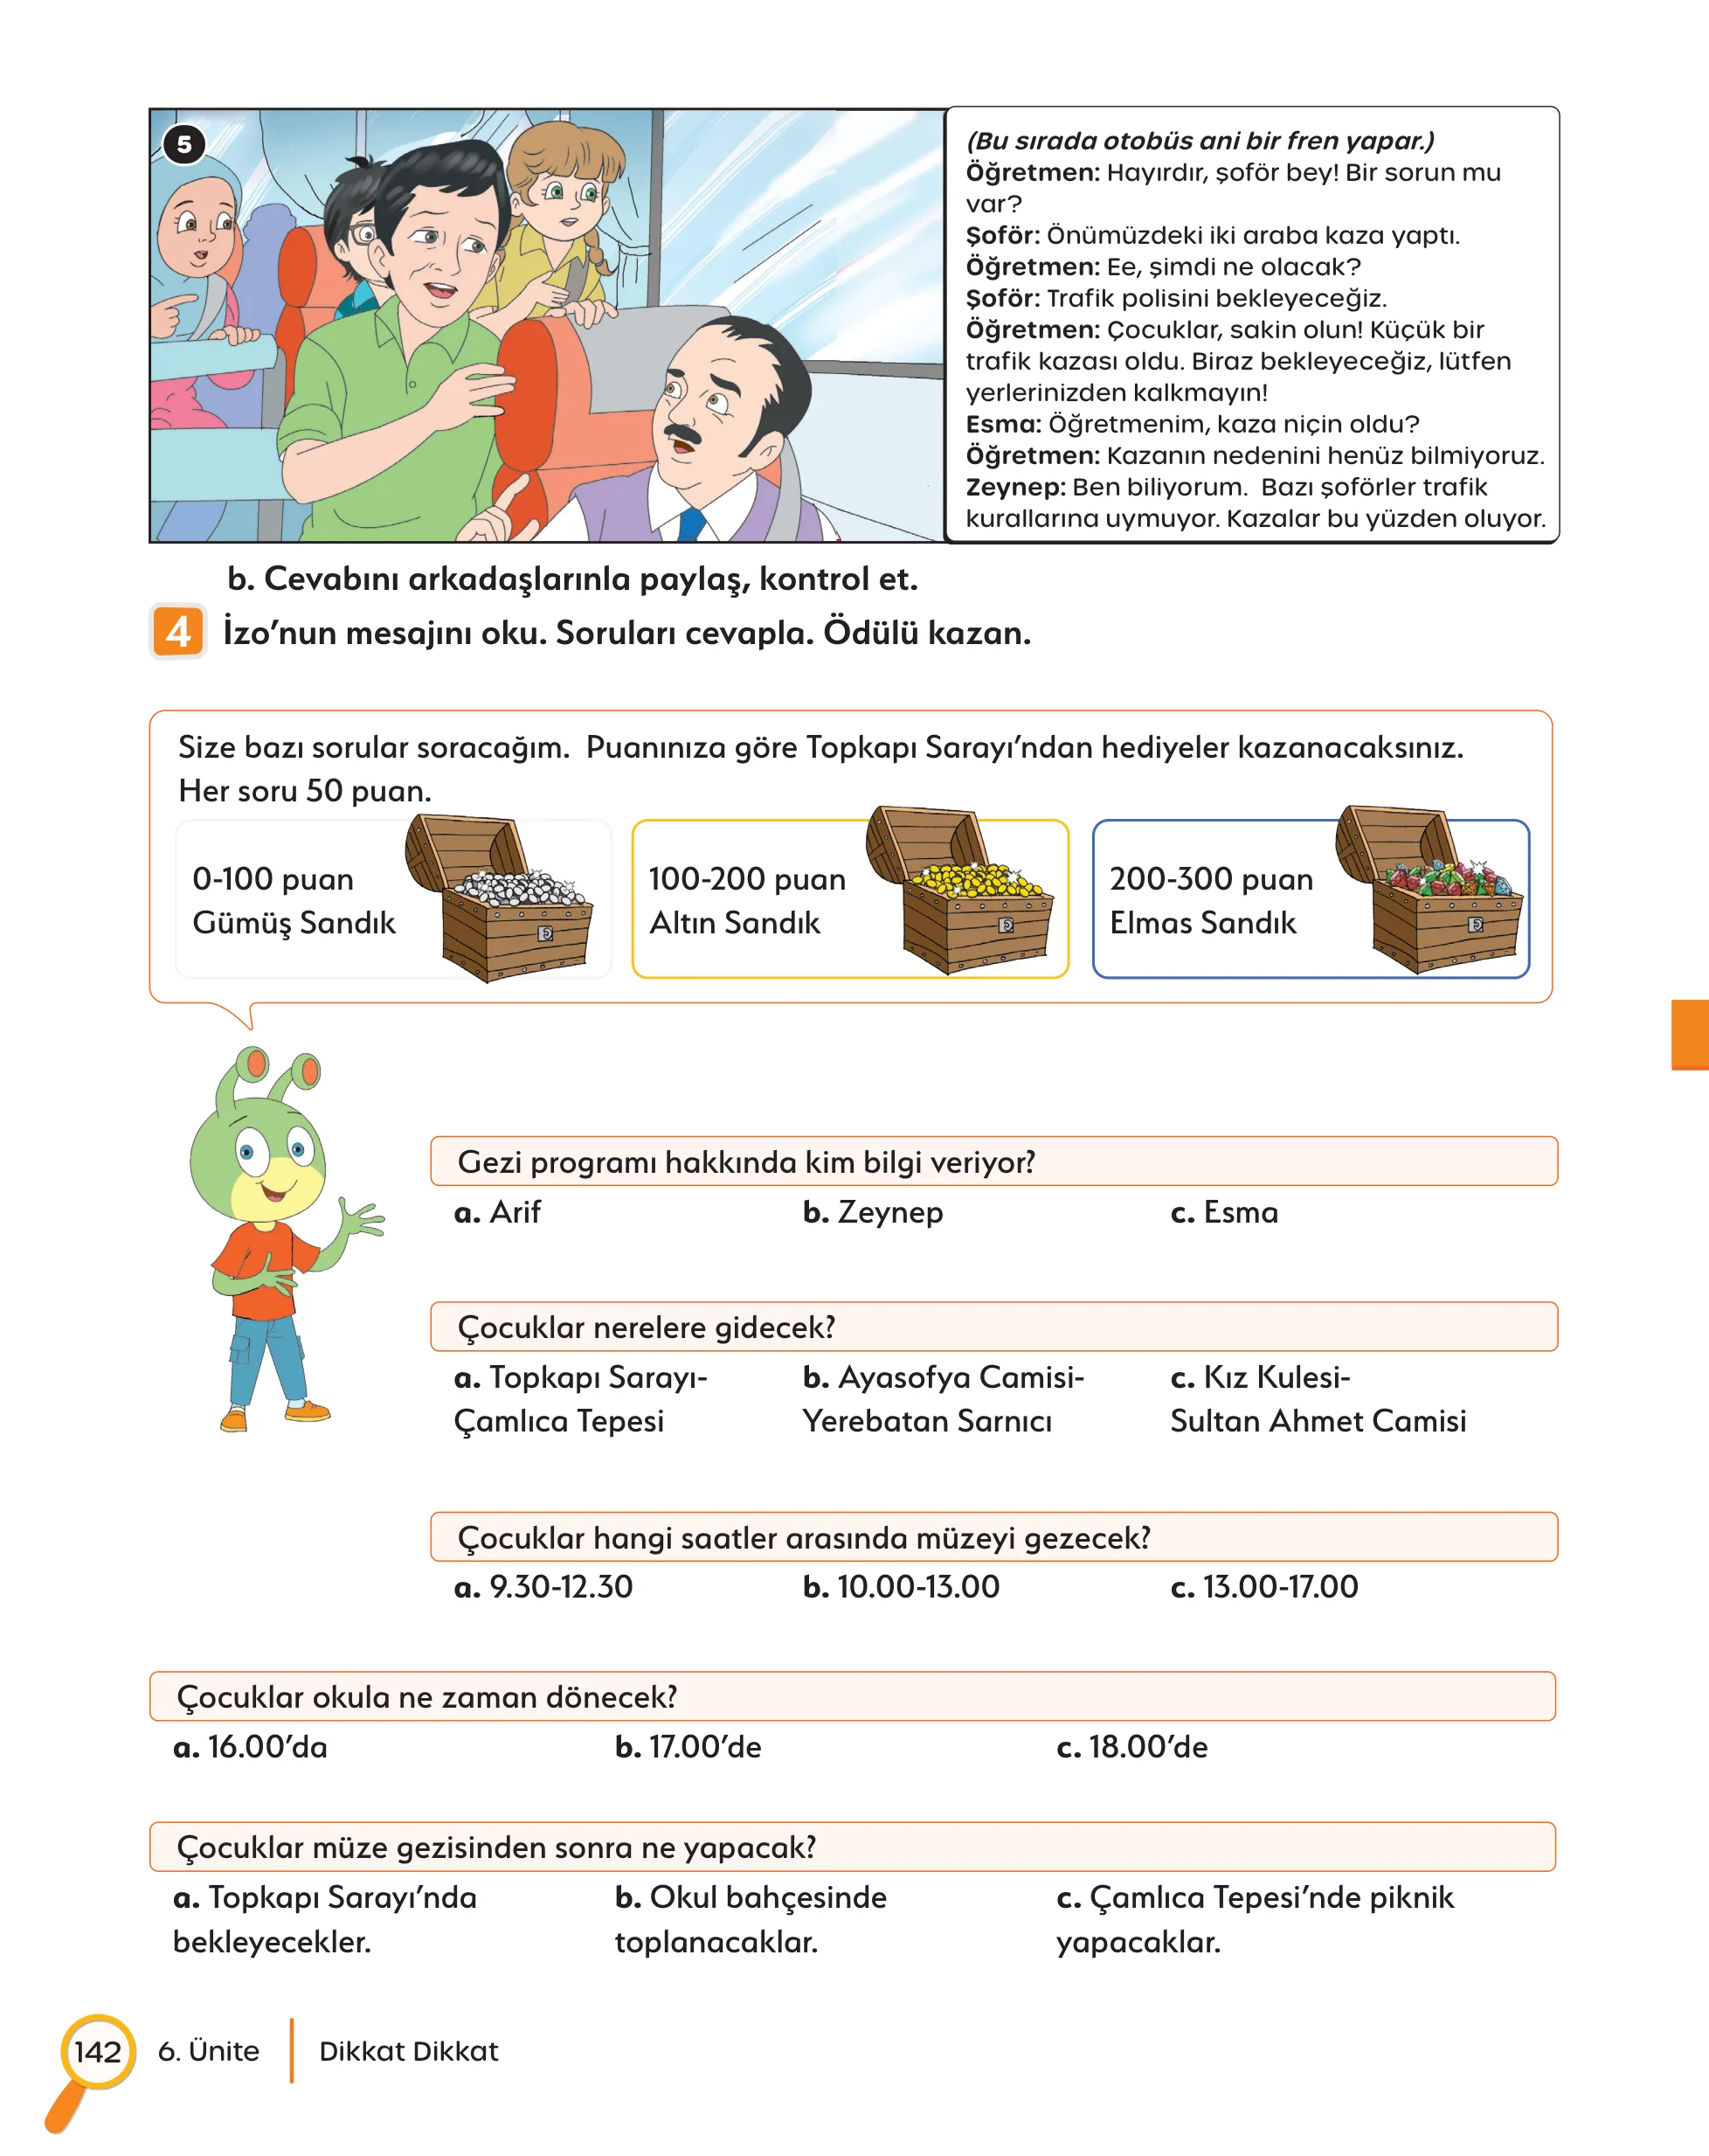 5
(Bu sırada otobüs ani bir fren yapar.)
Öğretmen: Hayırdır, şoför bey! Bir sorun mu
var?
Şoför: Önümüzdeki iki araba kaza yaptı.
Öğretmen: Ee, şimdi ne olacak?
Şoför: Trafik polisini bekleyeceğiz.
Öğretmen: Çocuklar, sakin olun! Küçük bir
trafik kazası oldu. Biraz bekleyeceğiz, lütfen
yerlerinizden kalkmayın!
Esma: Öğretmenim, kaza niçin oldu?
Öğretmen: Kazanın nedenini henüz bilmiyoruz.
Zeynep: Ben biliyorum. Bazı şoförler trafik
kurallarına uymuyor. Kazalar bu yüzden oluyor.
b. Cevabını arkadaşlarınla paylaş, kontrol et.
4 İzo'nun mesajını oku. Soruları cevapla. Ödülü kazan.
Size bazı sorular soracağım. Puanınıza göre Topkapı Sarayı'ndan hediyeler kazanacaksınız.
Her soru 50 puan.
0-100 puan
Gümüş Sandık
100-200 puan
Altın Sandık
200-300 puan
Elmas Sandık
Gezi programı hakkında kim bilgi veriyor?
a. Arif b. Zeynep c. Esma
Çocuklar nerelere gidecek?
a. Topkapı Sarayı- b. Ayasofya Camisi- c. Kız Kulesi-
Çamlıca Tepesi Yerebatan Sarnıcı Sultan Ahmet Camisi
Çocuklar hangi saatler arasında müzeyi gezecek?
a. 9.30-12.30 b. 10.00-13.00 c. 13.00-17.00
Çocuklar okula ne zaman dönecek?
a. 16.00'da b. 17.00'de c. 18.00'de
Çocuklar müze gezisinden sonra ne yapacak?
a. Topkapı Sarayı'nda b. Okul bahçesinde c. Çamlıca Tepesi'nde piknik
bekleyecekler. toplanacaklar. yapacaklar.
142 6. Ünite Dikkat Dikkat